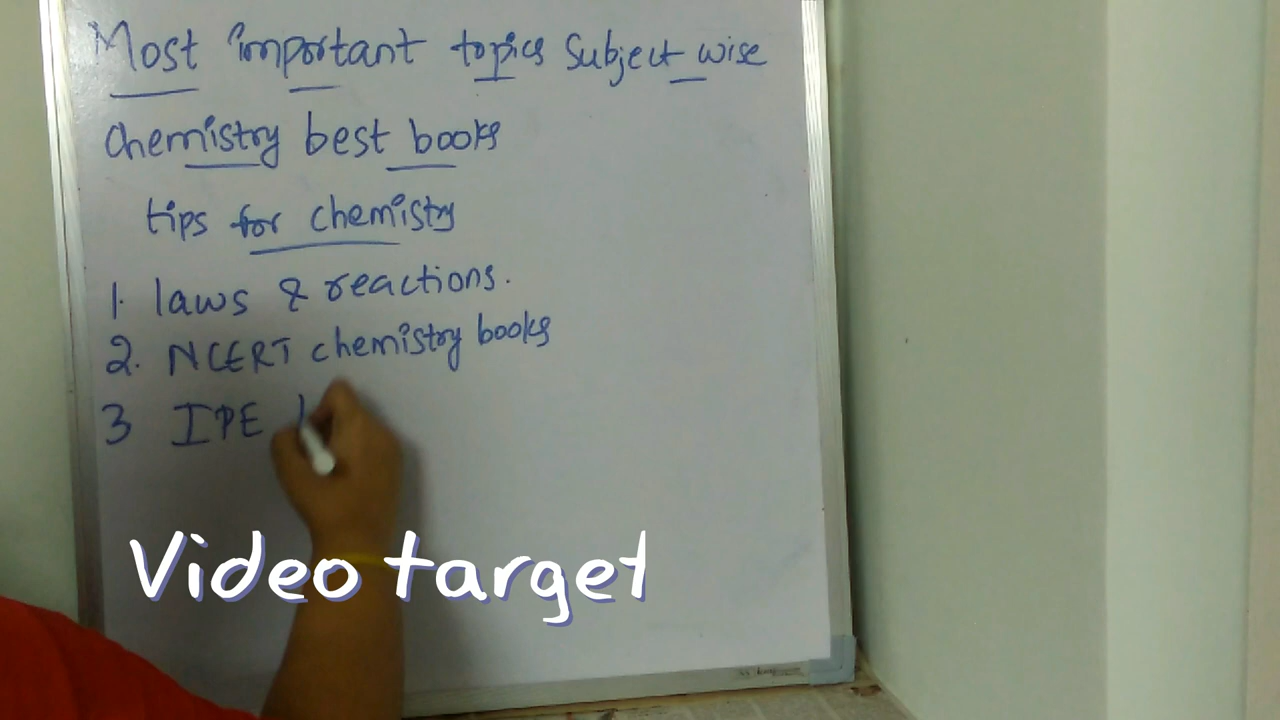 Most important topics Subject wise
Chemistry best books
tips for chemistry
1. laws & reactions.
2. NCERT chemistry books
3 IPE
Video target